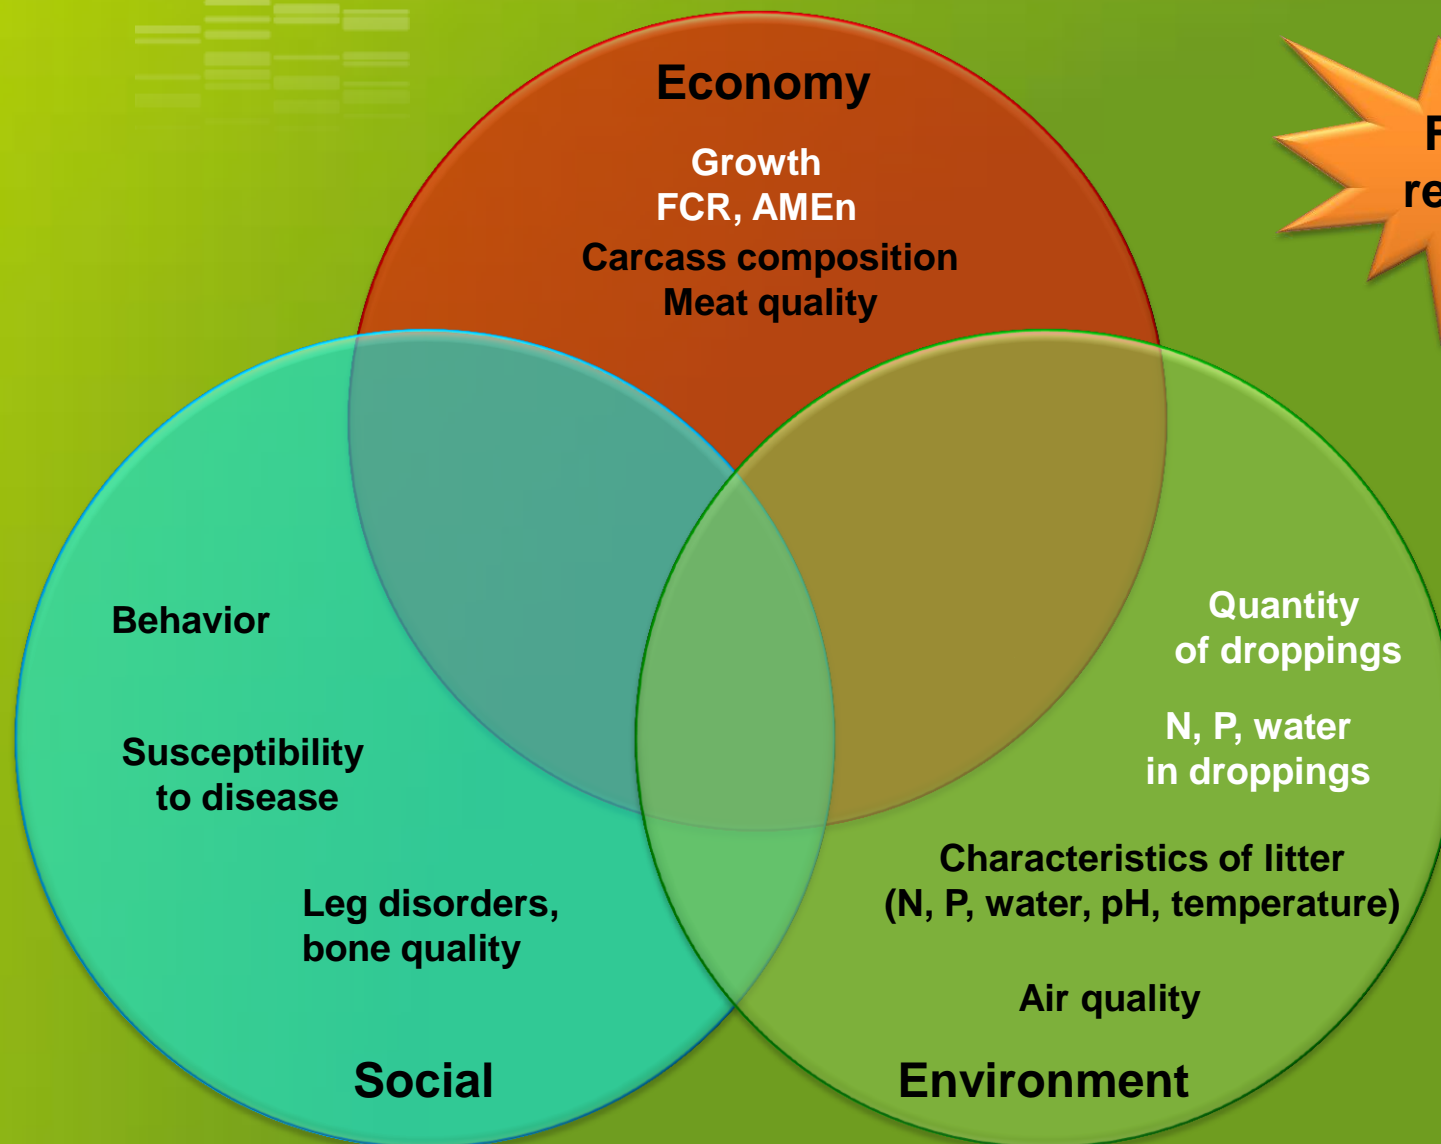 Economy
Growth
FCR, AMEn
Carcass composition
Meat quality
Behavior
Susceptibility
to disease
Leg disorders,
bone quality
Social
Quantity
of droppings
N, P, water
in droppings
Characteristics of litter
(N, P, water, pH, temperature)
Air quality
Environment